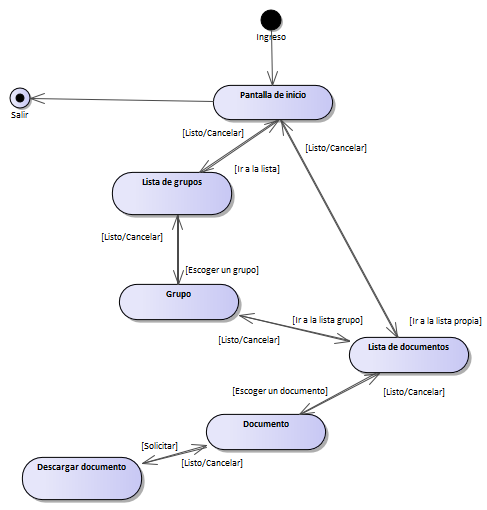 Ingreso
Pantalla de inicio
Salir
[Listo/Cancelar]
[Listo/Cancelar]
[Ir a la lista]
Lista de grupos
[Listo/Cancelar]
[Escoger un grupo]
Grupo
[Ir a la lista grupo]
[Ir a la lista propia]
[Listo/Cancelar]
Lista de documentos
[Escoger un documento]
[Listo/Cancelar]
Documento
[Solicitar]
[Listo/Cancelar]
Descargar documento